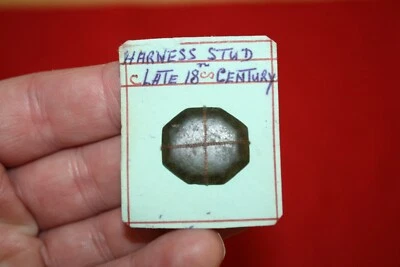 HARNESS STUD
c. LATE 18th CENTURY